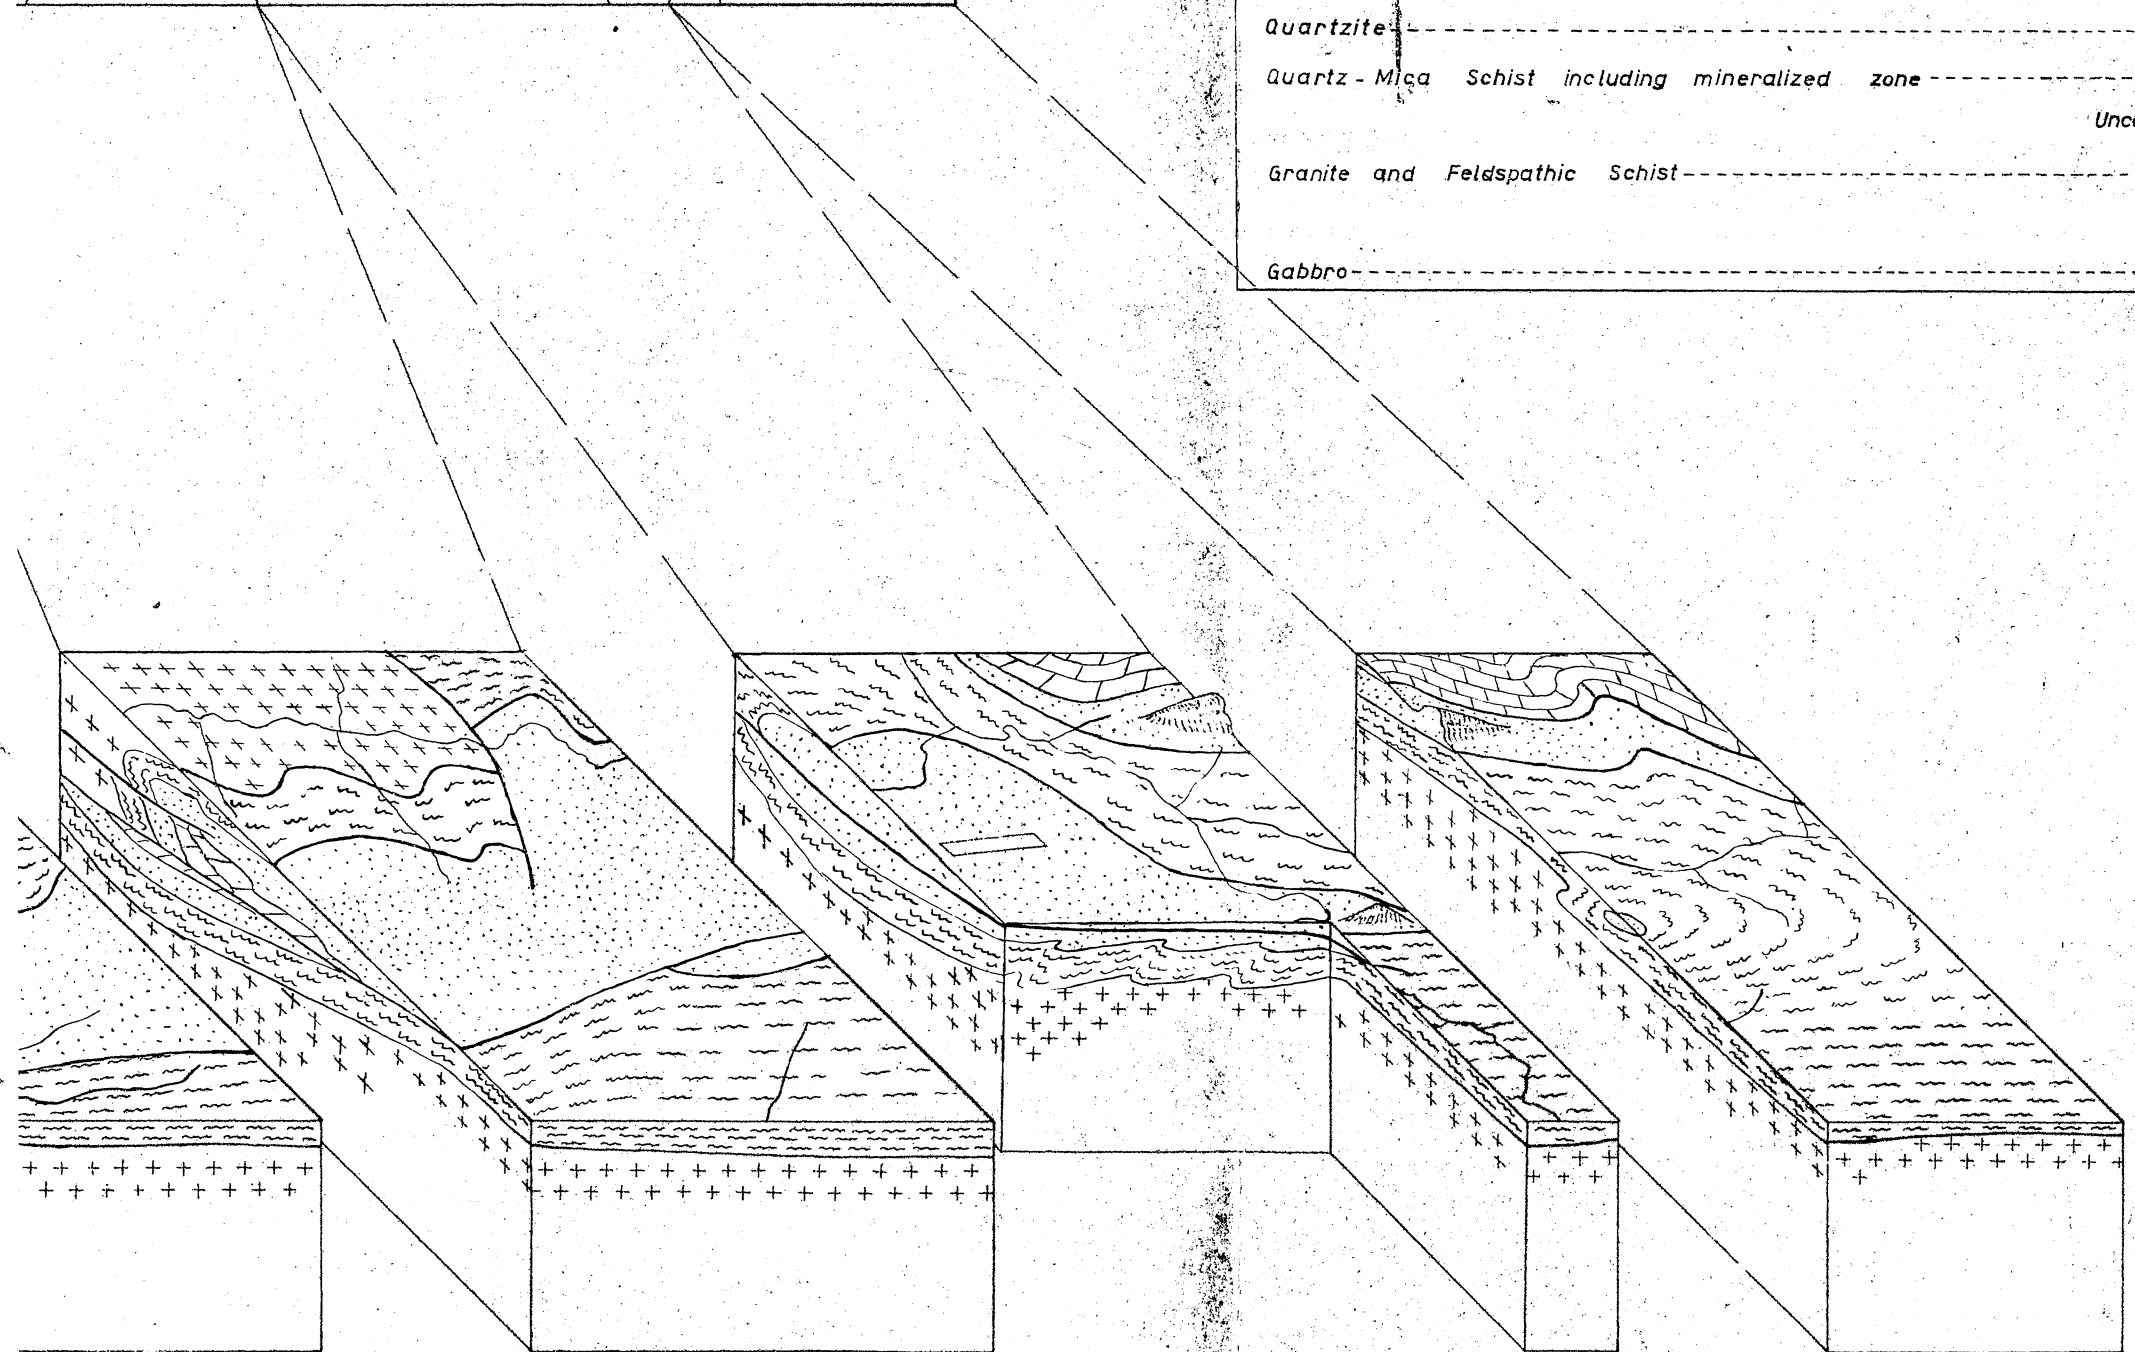 Quartzite
Quartz - Mica Schist including mineralized zone
Granite and Feldspathic Schist
Gabbro